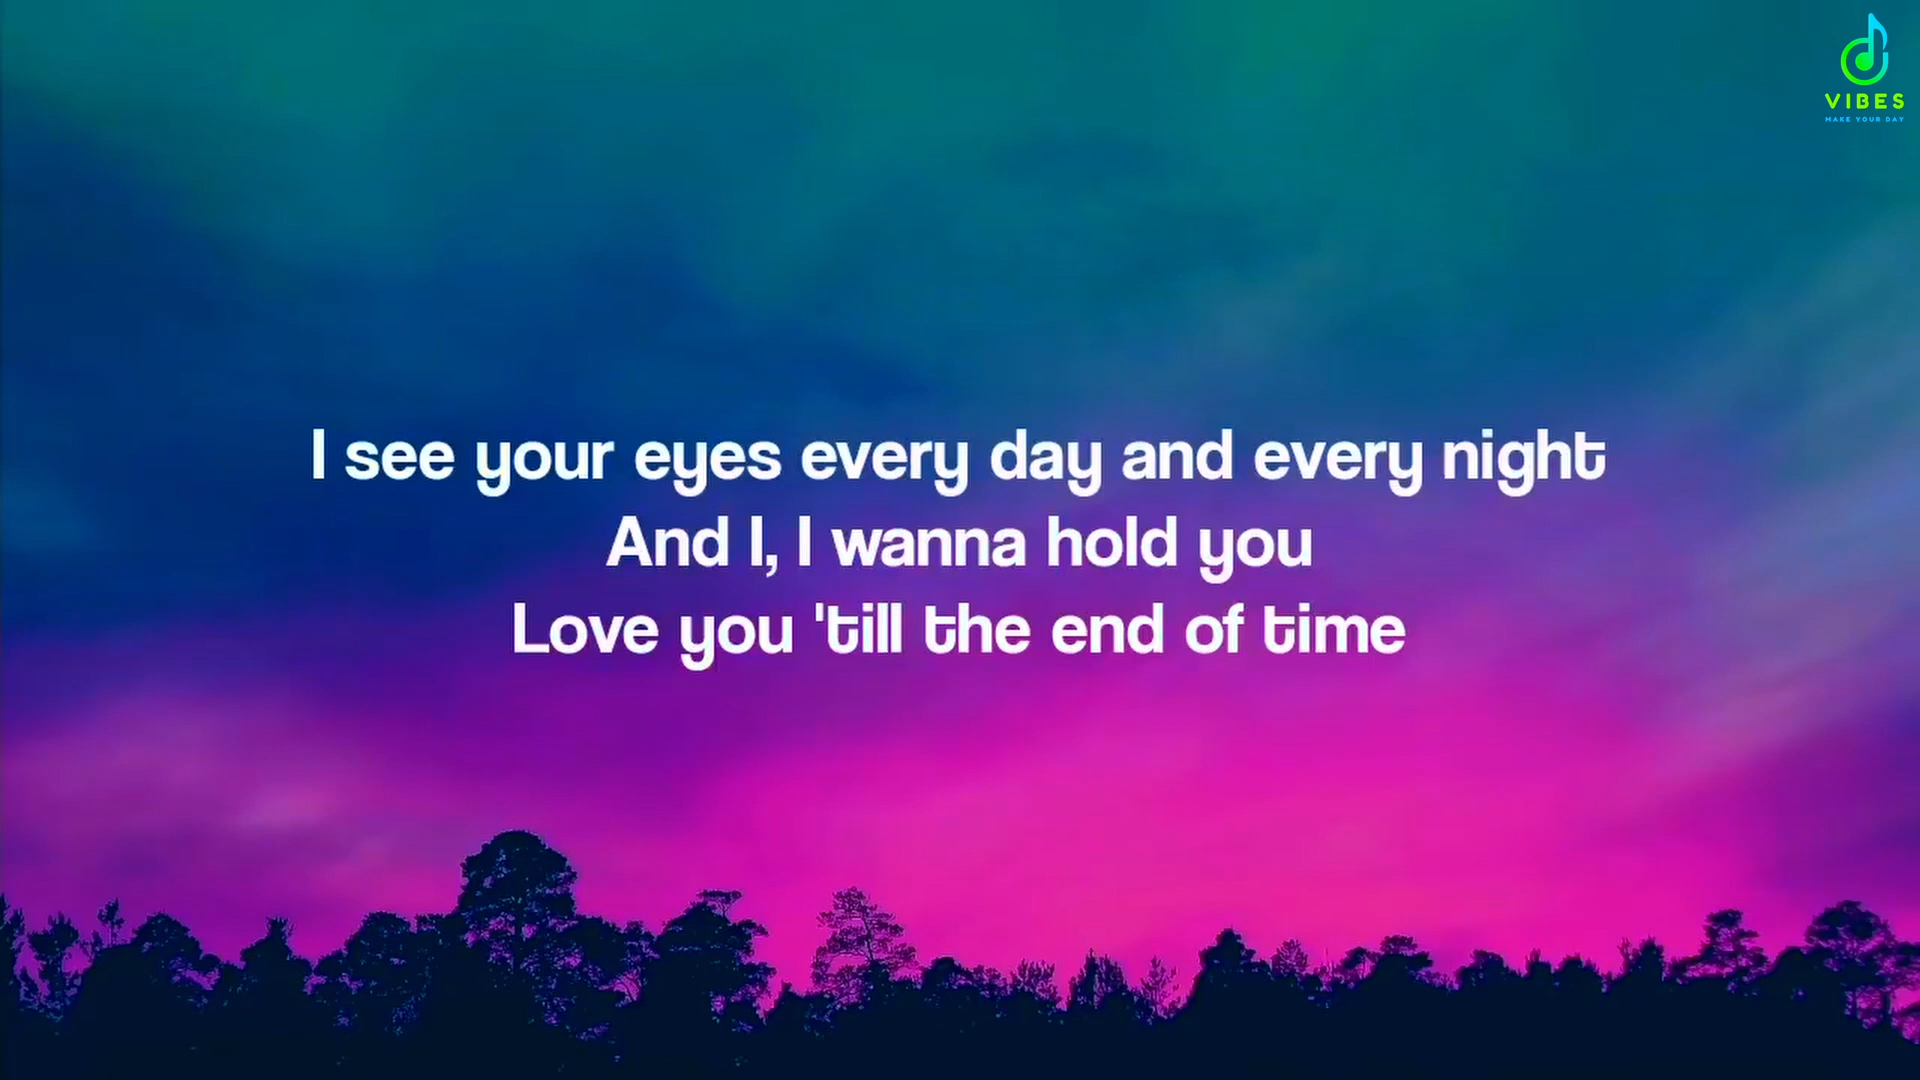 VIBES
MAKE YOUR DAY
I see your eyes every day and every night
And I, I wanna hold you
Love you 'till the end of time